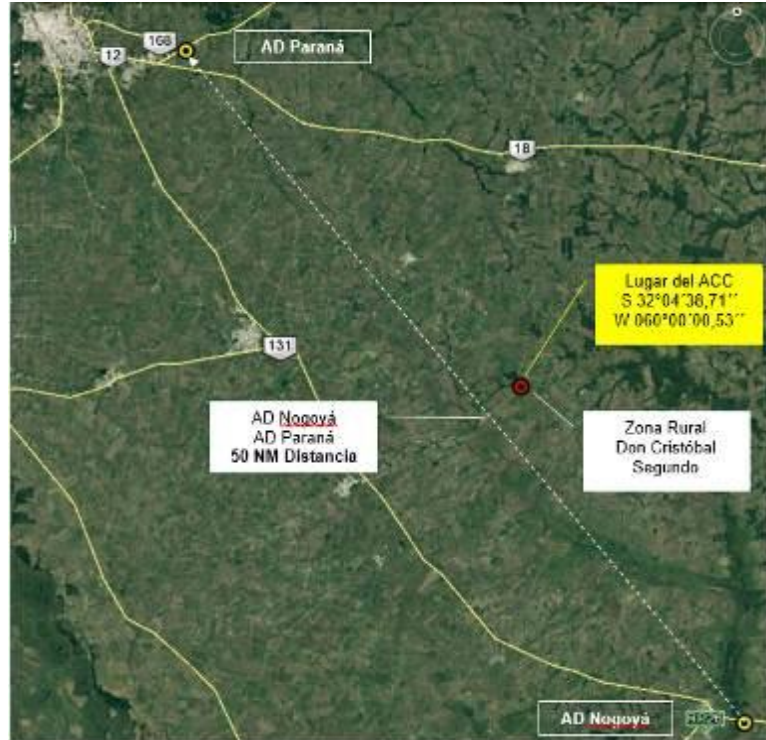 168
AD Paraná
12
18
Lugar del ACC
S 32°04´38,71´´
W 060°00´00,53´´
131
AD Nogoyá
AD Paraná
50 NM Distancia
Zona Rural
Don Cristóbal
Segundo
AD Nogoyá